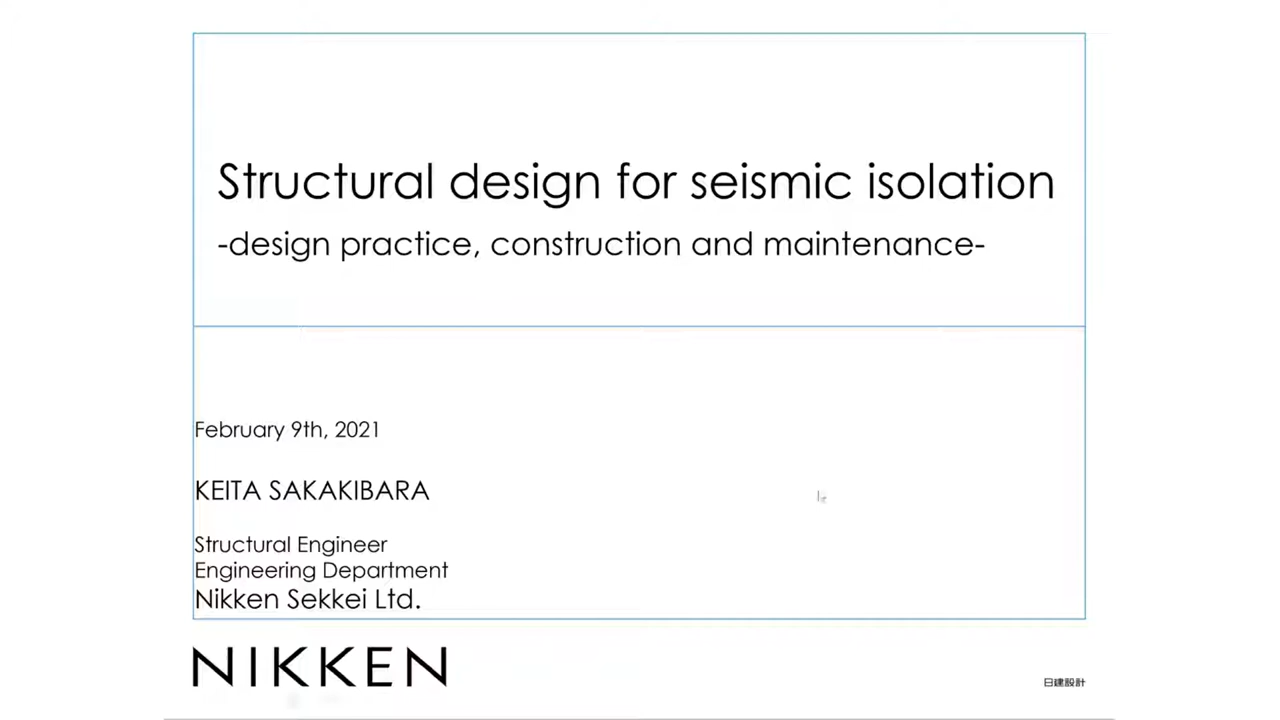 Structural design for seismic isolation
-design practice, construction and maintenance-
February 9th, 2021
KEITA SAKAKIBARA
Structural Engineer
Engineering Department
Nikken Sekkei Ltd.
NIKKEN
日建設計